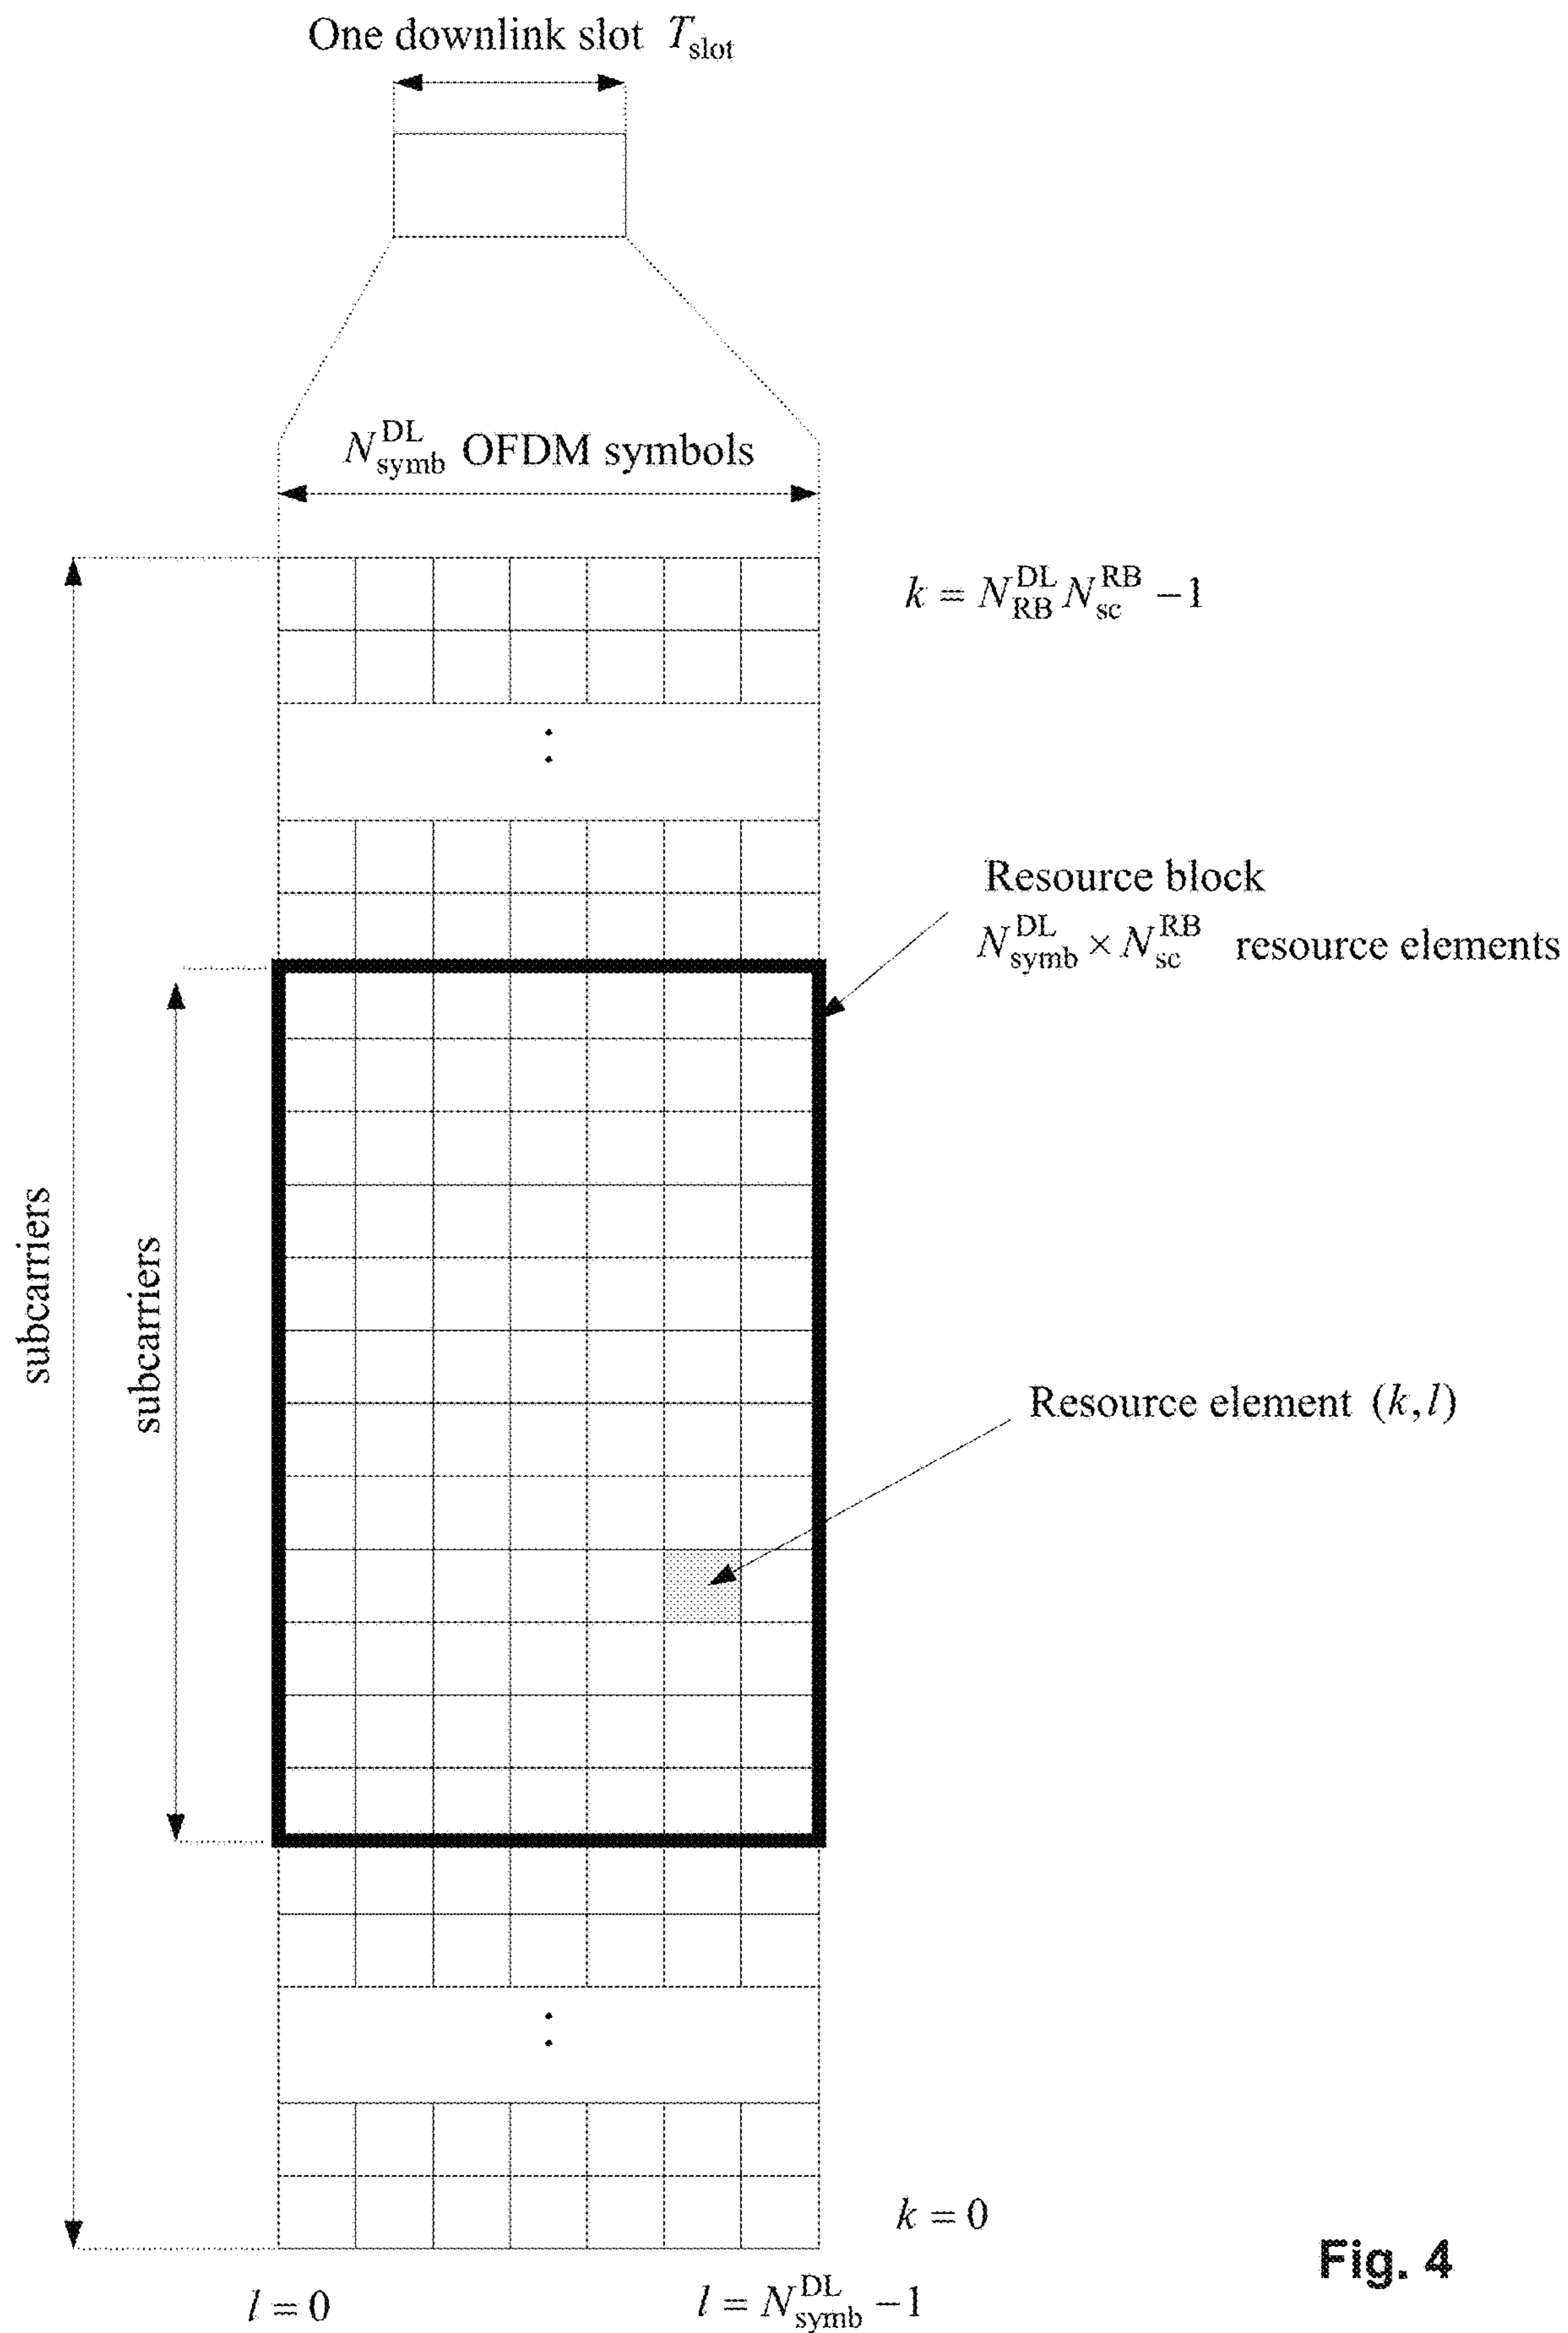 One downlink slot T_slot
N_symb^DL OFDM symbols
k = N_RB^DL N_sc^RB − 1
Resource block
N_symb^DL × N_sc^RB resource elements
subcarriers
subcarriers
Resource element (k, l)
k = 0
Fig. 4
l = 0
l = N_symb^DL − 1